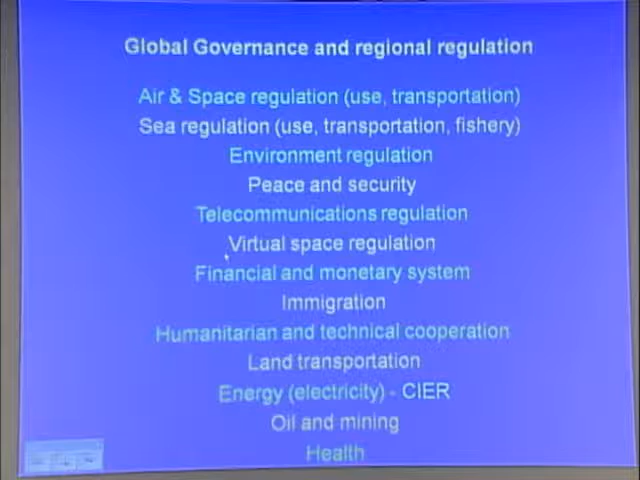 Global Governance and regional regulation
Air & Space regulation (use, transportation)
Sea regulation (use, transportation, fishery)
Environment regulation
Peace and security
Telecommunications regulation
Virtual space regulation
Financial and monetary system
Immigration
Humanitarian and technical cooperation
Land transportation
Energy (electricity) - CIER
Oil and mining
Health